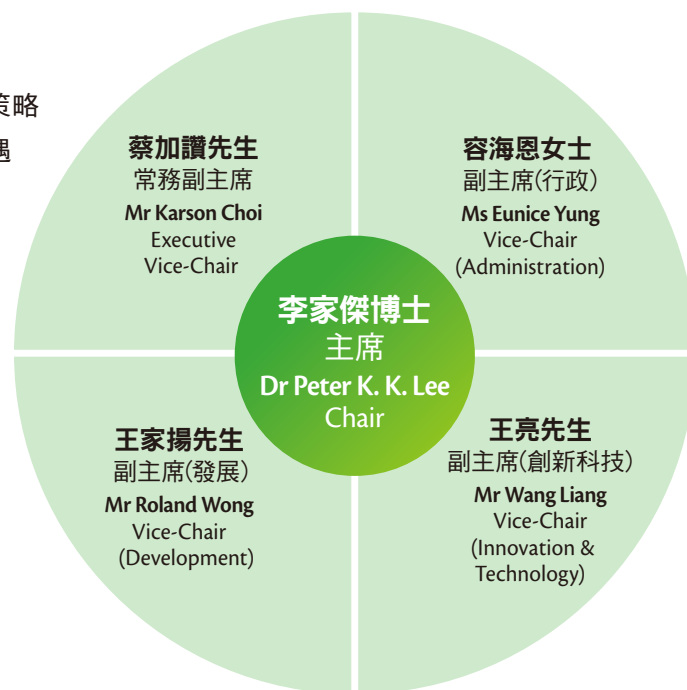 策略
遇
蔡加讚先生
常務副主席
Mr Karson Choi
Executive
Vice-Chair
容海恩女士
副主席(行政)
Ms Eunice Yung
Vice-Chair
(Administration)
李家傑博士
主席
Dr Peter K. K. Lee
Chair
王家揚先生
副主席(發展)
Mr Roland Wong
Vice-Chair
(Development)
王亮先生
副主席(創新科技)
Mr Wang Liang
Vice-Chair
(Innovation &
Technology)